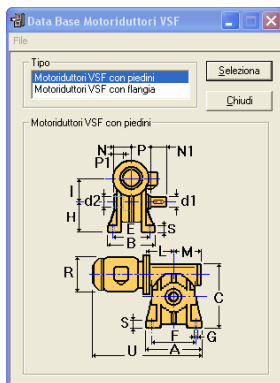 Data Base Motoriduttori VSF
File
Tipo
Motoriduttori VSF con piedini
Motoriduttori VSF con flangia
Seleziona
Chiudi
Motoriduttori VSF con piedini
N P N1
P1
I
d2 d1
H
E S
B
L M
R
C
S
F G
A
U